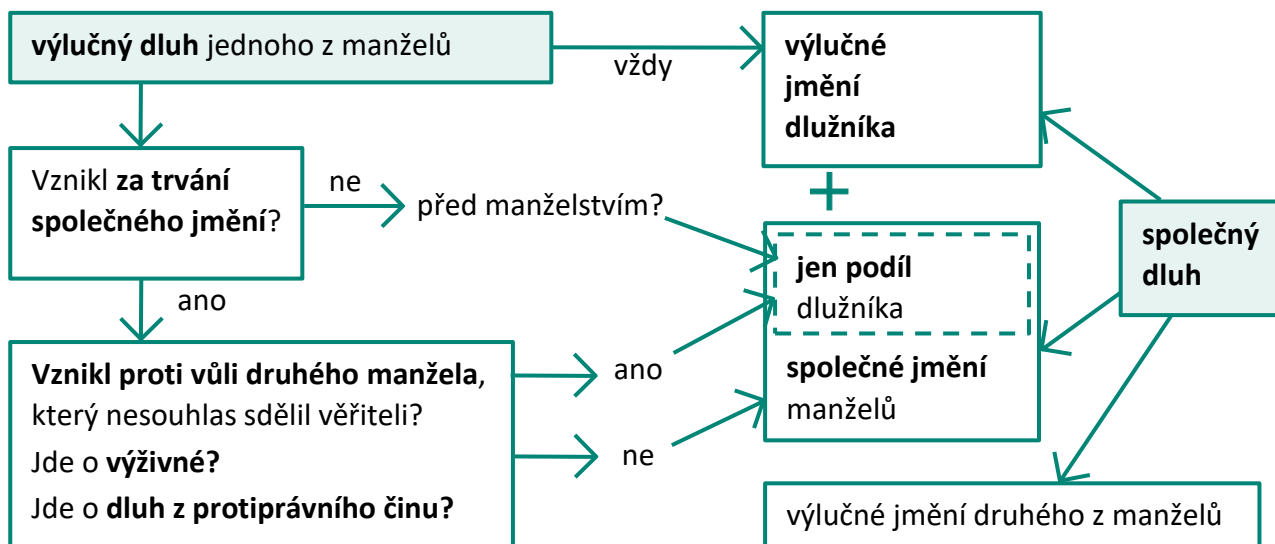 výlučný dluh jednoho z manželů
vždy
výlučné
jmění
dlužníka
Vznikl za trvání
společného jmění?
ne
před manželstvím?
+
jen podíl
dlužníka
společné jmění
manželů
společný
dluh
ano
Vznikl proti vůli druhého manžela,
který nesouhlas sdělil věřiteli?
Jde o výživné?
Jde o dluh z protiprávního činu?
ano
ne
výlučné jmění druhého z manželů